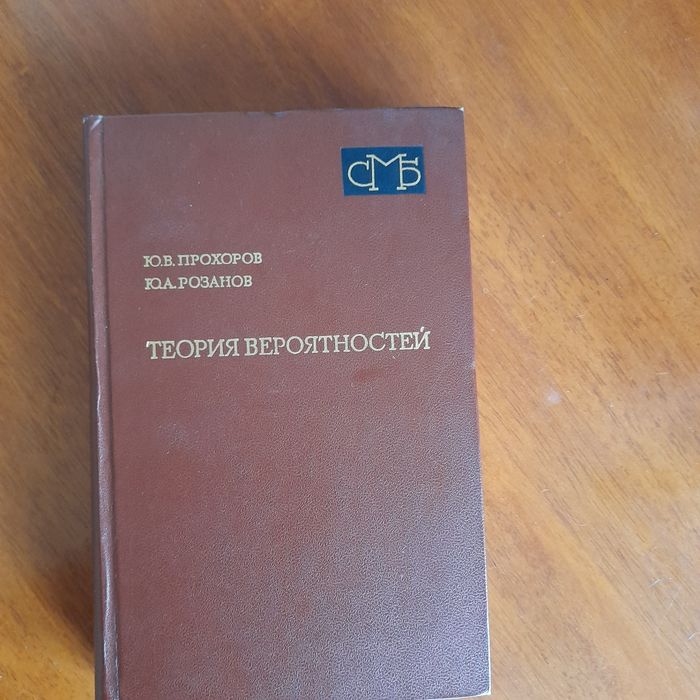 СМБ
Ю.В. ПРОХОРОВ
Ю.А. РОЗАНОВ
ТЕОРИЯ ВЕРОЯТНОСТЕЙ